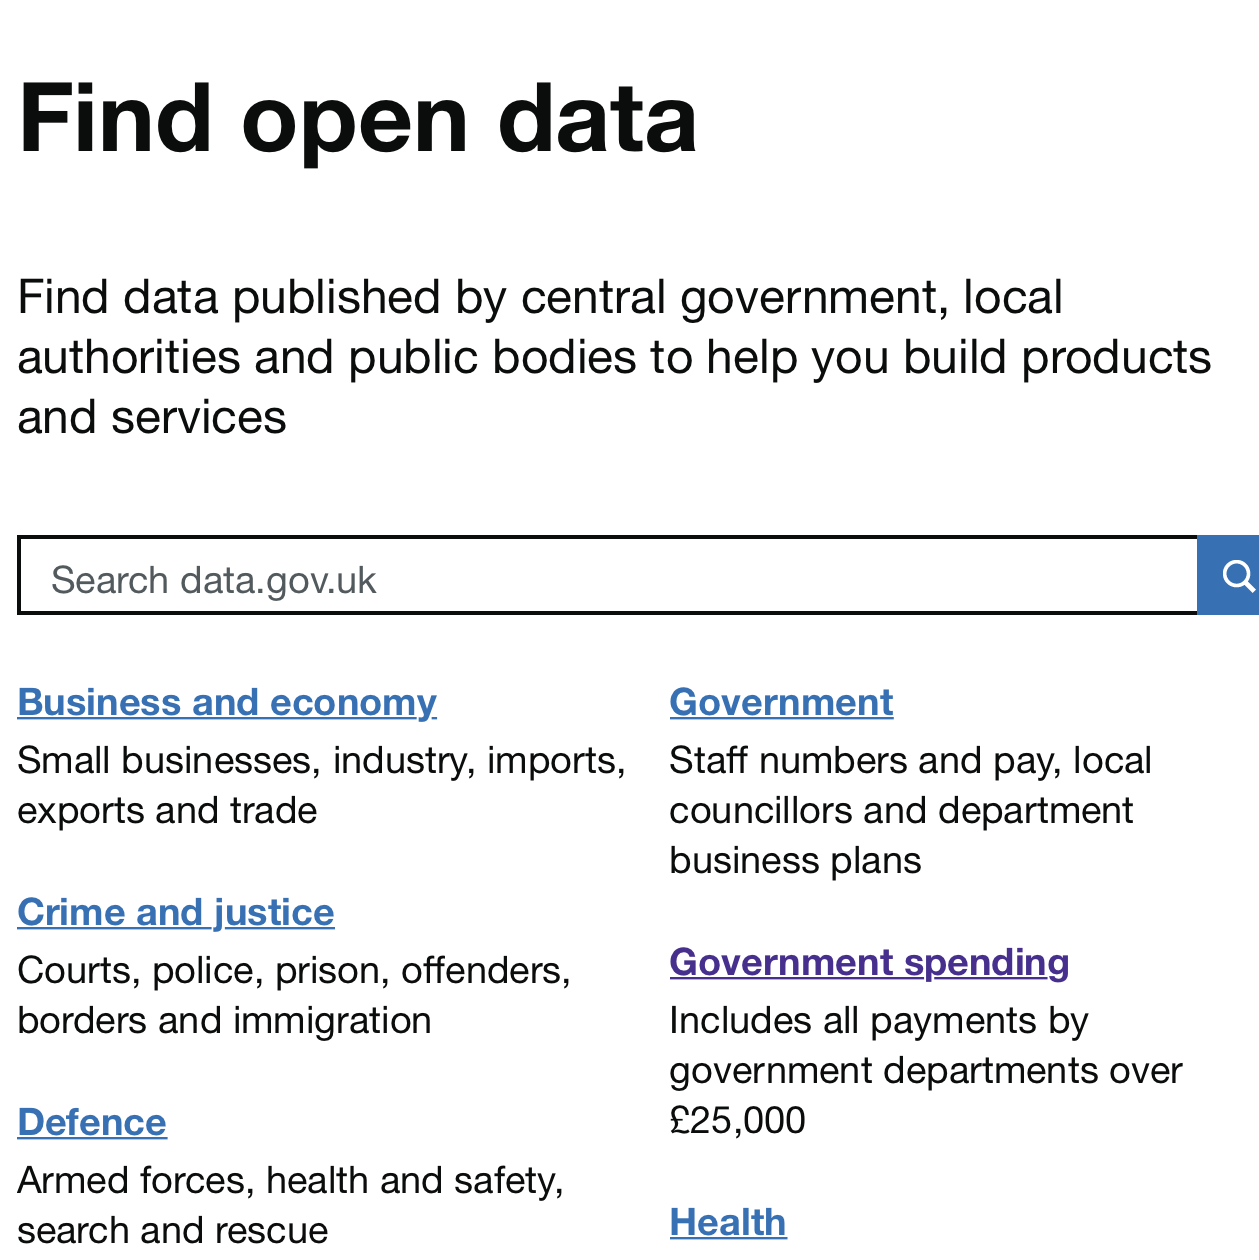 Find open data
Find data published by central government, local
authorities and public bodies to help you build products
and services
Search data.gov.uk
Business and economy
Small businesses, industry, imports,
exports and trade
Crime and justice
Courts, police, prison, offenders,
borders and immigration
Defence
Armed forces, health and safety,
search and rescue
Government
Staff numbers and pay, local
councillors and department
business plans
Government spending
Includes all payments by
government departments over
£25,000
Health